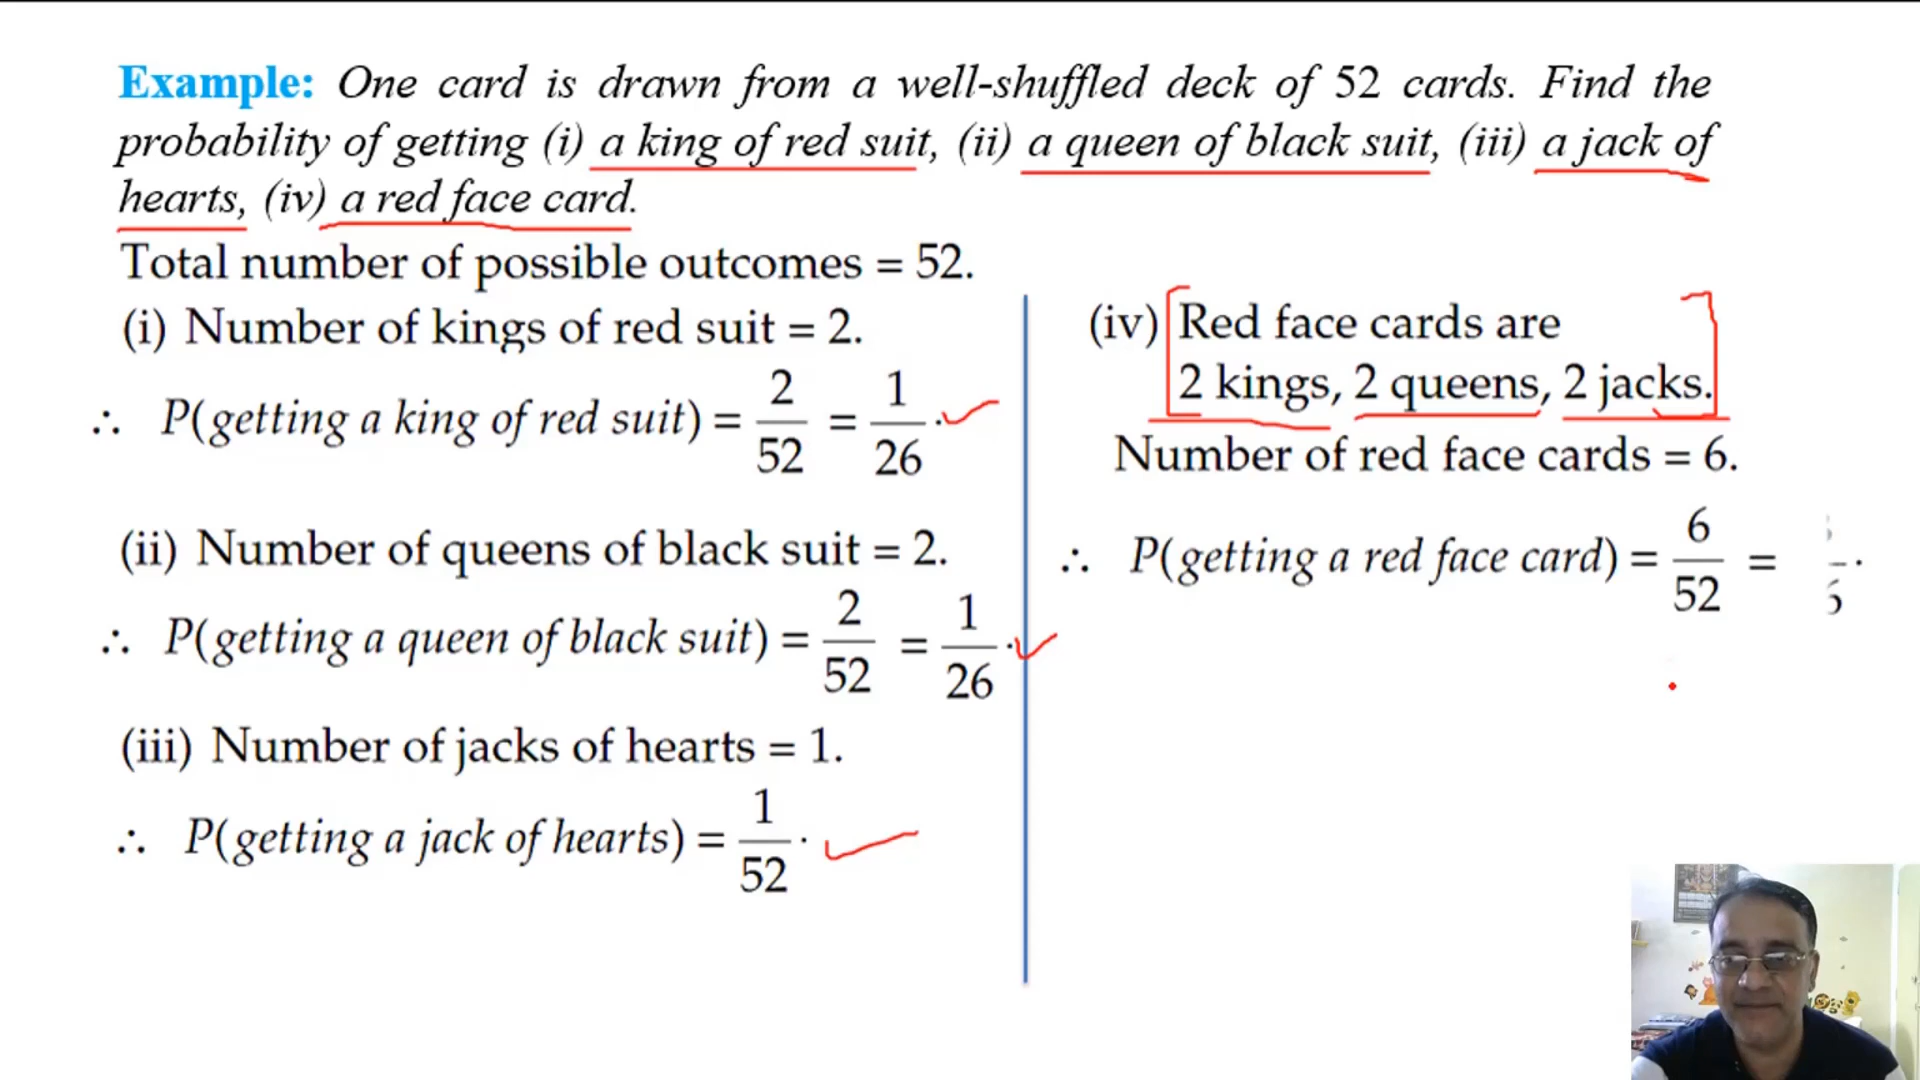 Example: One card is drawn from a well-shuffled deck of 52 cards. Find the
probability of getting (i) a king of red suit, (ii) a queen of black suit, (iii) a jack of
hearts, (iv) a red face card.
Total number of possible outcomes = 52.
(i) Number of kings of red suit = 2.
∴ P(getting a king of red suit) = 2/52 = 1/26.
(ii) Number of queens of black suit = 2.
∴ P(getting a queen of black suit) = 2/52 = 1/26.
(iii) Number of jacks of hearts = 1.
∴ P(getting a jack of hearts) = 1/52.
(iv) Red face cards are
2 kings, 2 queens, 2 jacks.
Number of red face cards = 6.
∴ P(getting a red face card) = 6/52 =